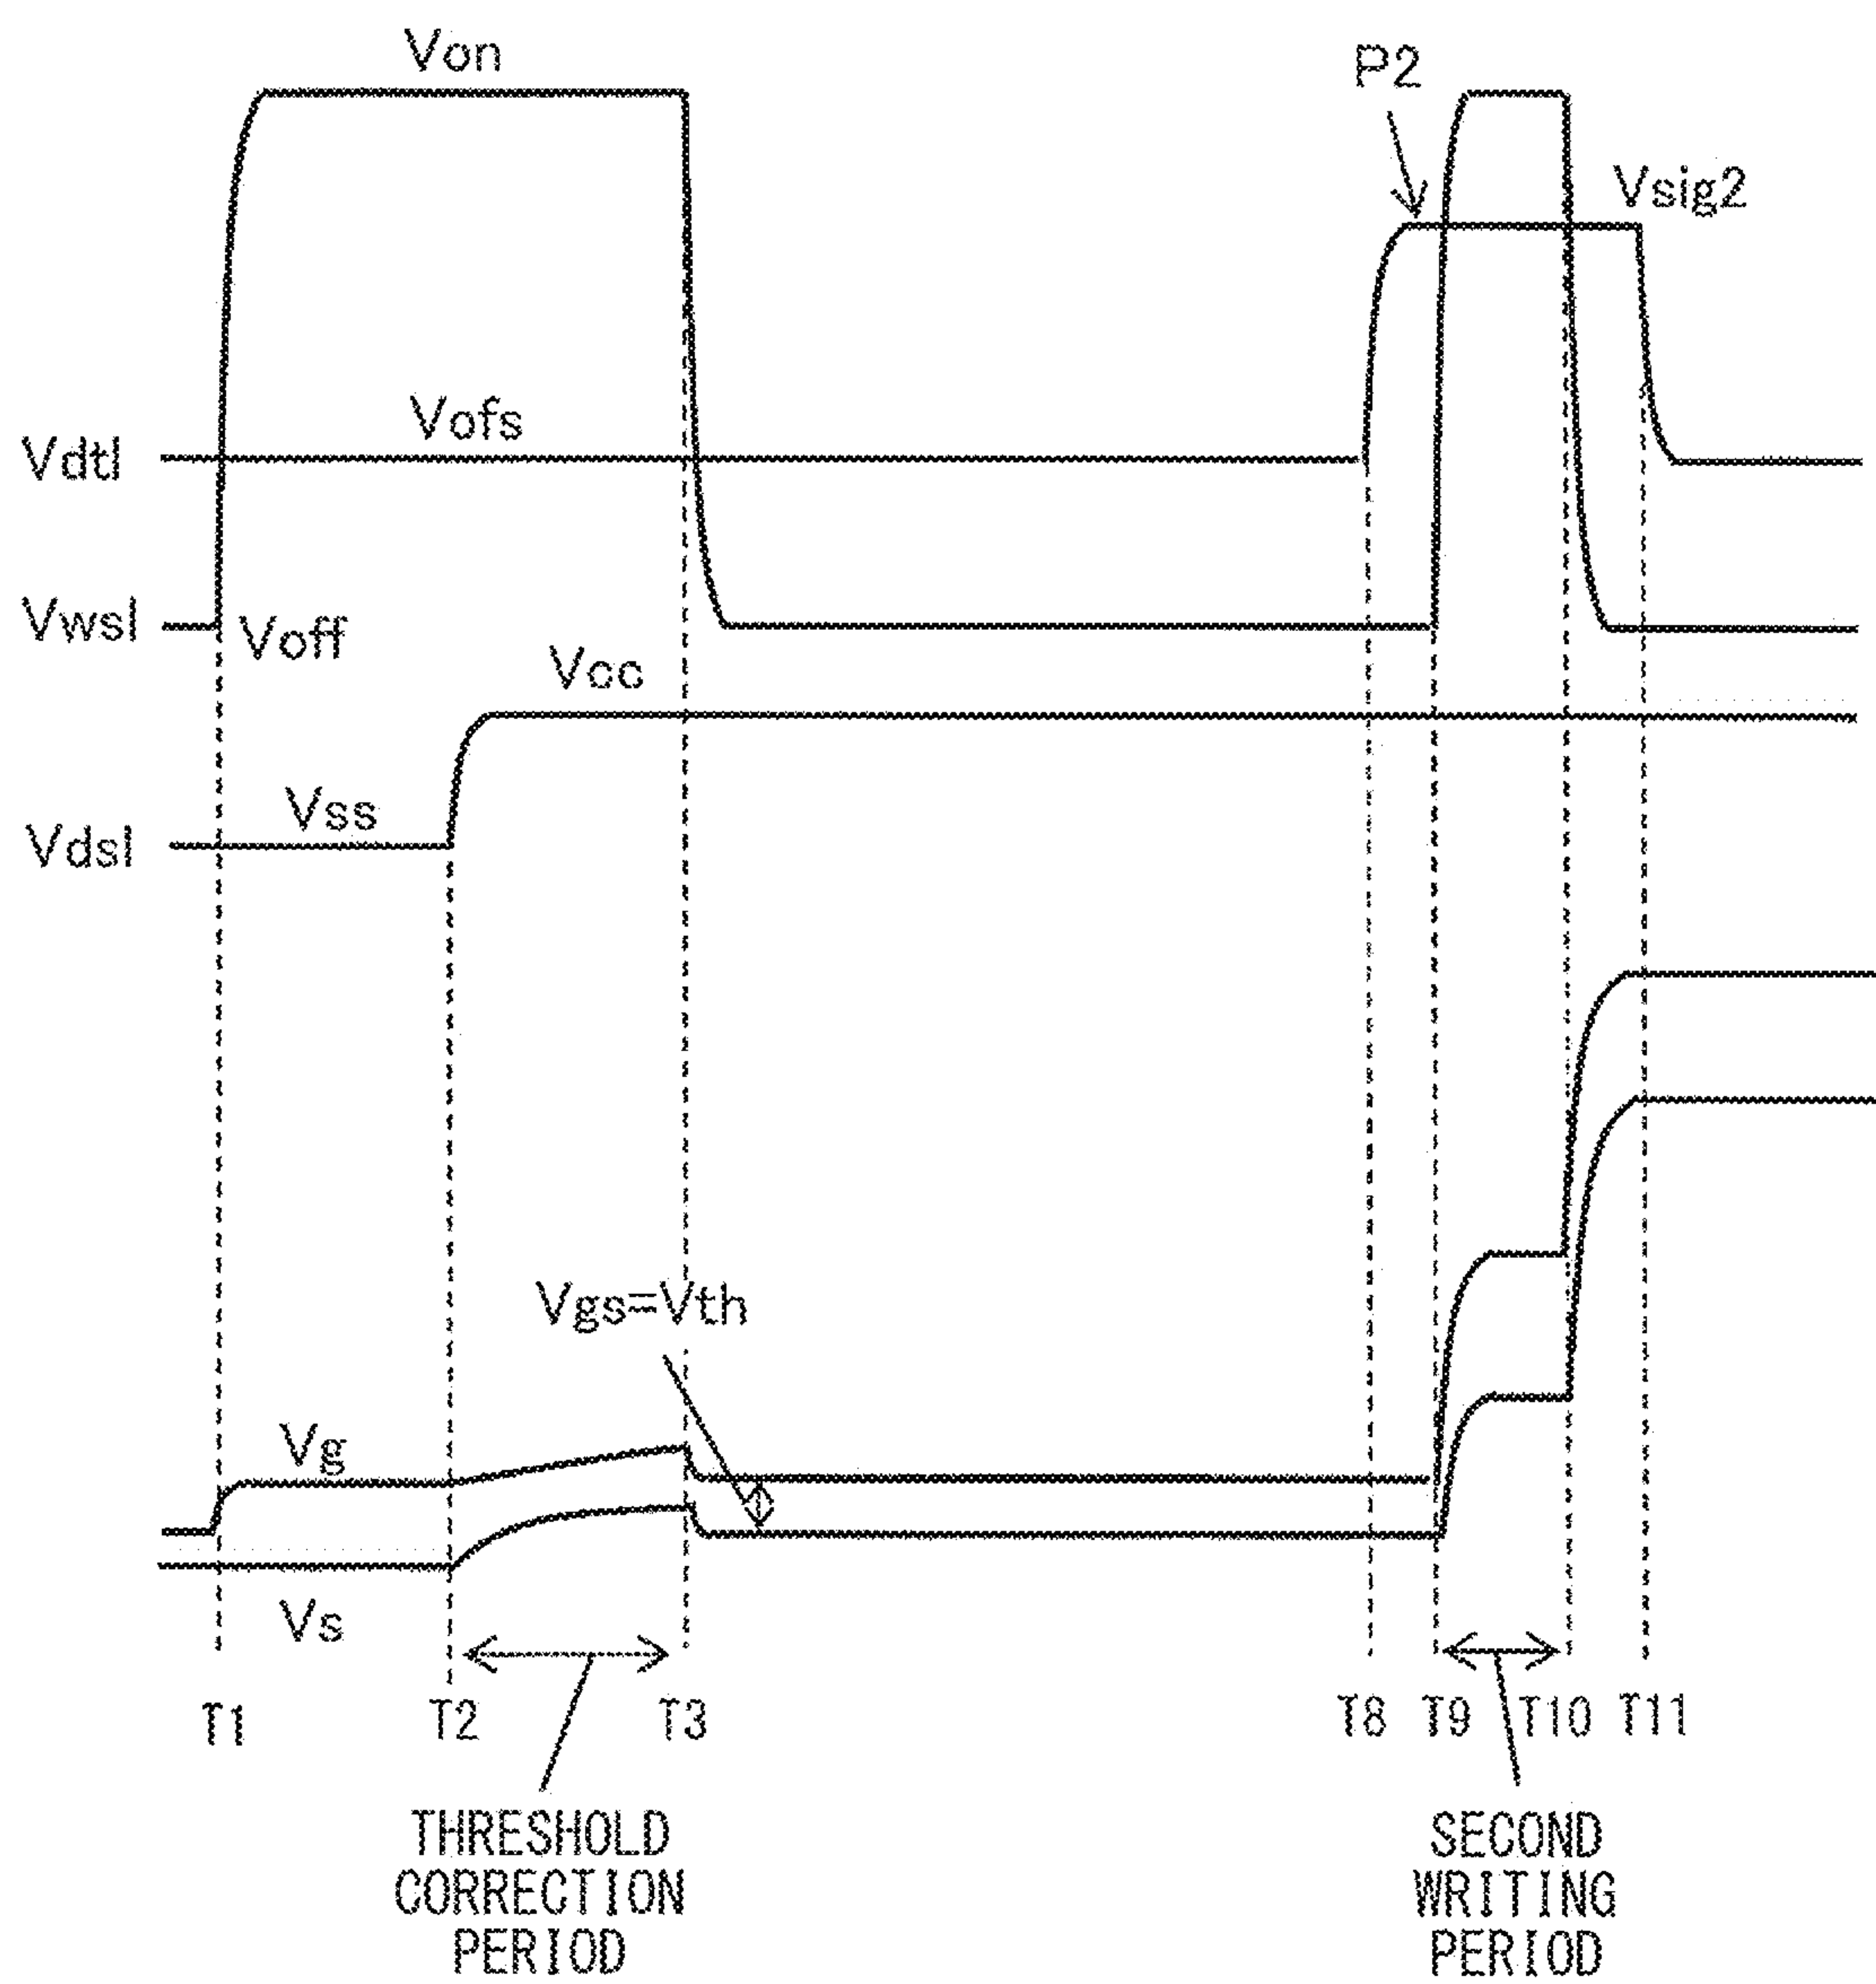 Von
P2
Vsig2
Vofs
Vdtl
Vwsl
Voff
Vcc
Vss
Vdsl
Vgs=Vth
Vg
Vs
T1
T2
T3
T8
T9
T10
T11
THRESHOLD
CORRECTION
PERIOD
SECOND
WRITING
PERIOD